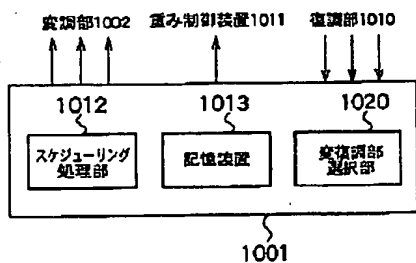 変調部1002 重み制御装置1011 復調部1010
1012 1013 1020
スケジューリング
処理部
記憶装置
変復調部
選択部
1001